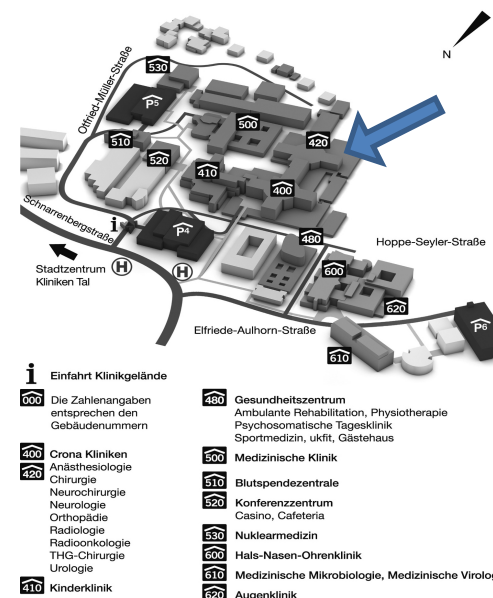 N
530
Otfried-Müller-Straße
P5
500
420
510
520
410
400
Schnarrenbergstraße
i
P4
480
Hoppe-Seyler-Straße
Stadtzentrum
Kliniken Tal
H
H
600
620
Elfriede-Aulhorn-Straße
P6
610
i Einfahrt Klinikgelände
000 Die Zahlenangaben
entsprechen den
Gebäudenummern
400 Crona Kliniken
420 Anästhesiologie
Chirurgie
Neurochirurgie
Neurologie
Orthopädie
Radiologie
Radioonkologie
THG-Chirurgie
Urologie
410 Kinderklinik
480 Gesundheitszentrum
Ambulante Rehabilitation, Physiotherapie
Psychosomatische Tagesklinik
Sportmedizin, ukfit, Gästehaus
500 Medizinische Klinik
510 Blutspendezentrale
520 Konferenzzentrum
Casino, Cafeteria
530 Nuklearmedizin
600 Hals-Nasen-Ohrenklinik
610 Medizinische Mikrobiologie, Medizinische Virolog
620 Augenklinik